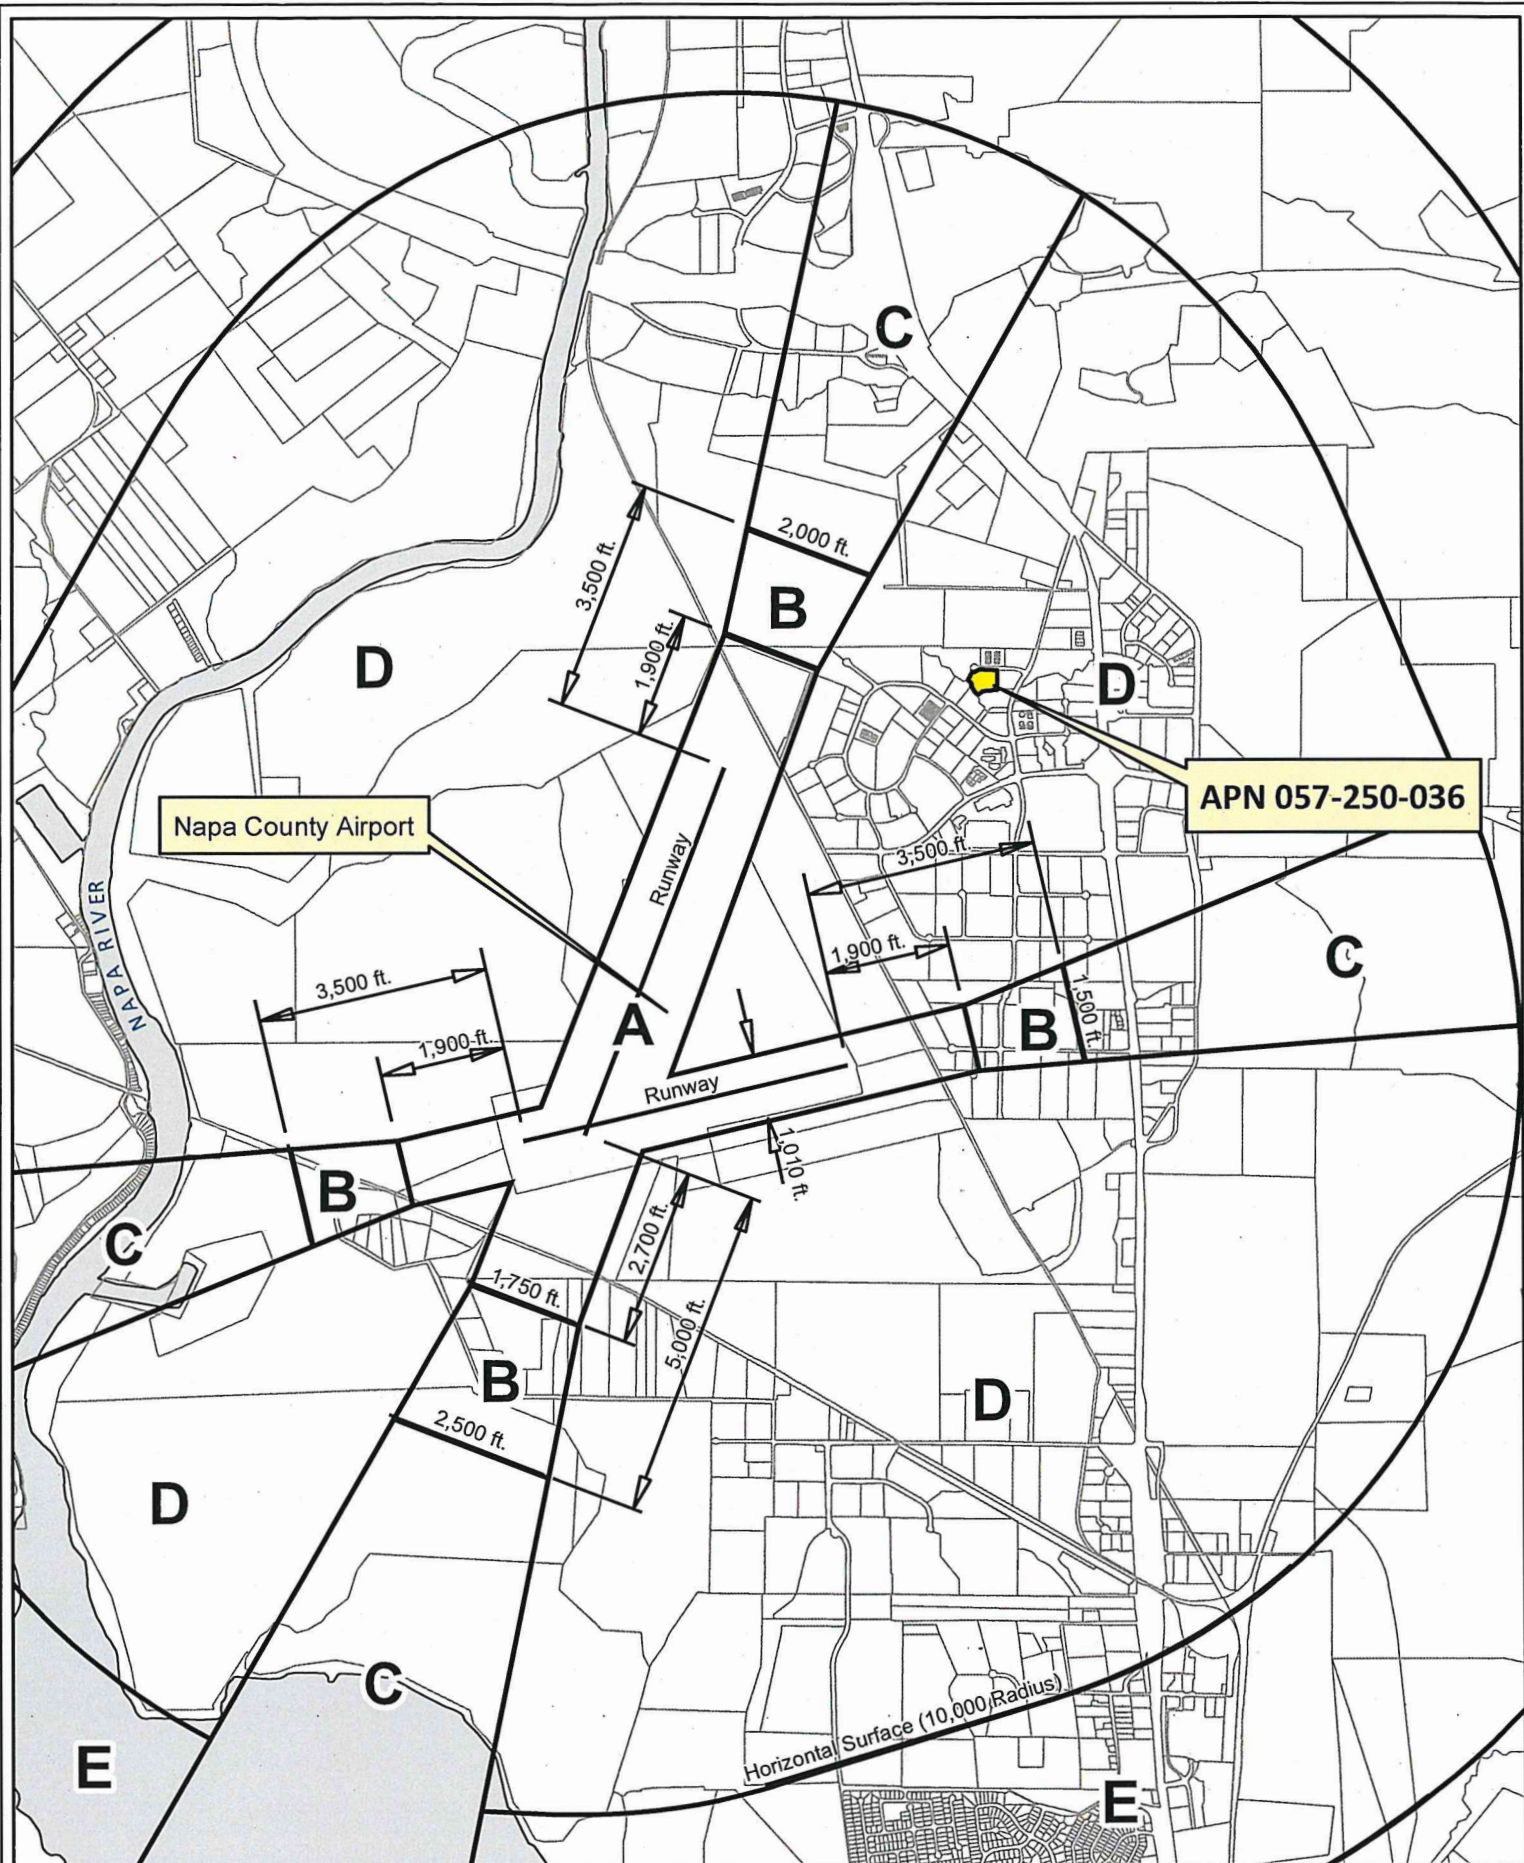 C
2,000 ft.
3,500 ft.
B
1,900 ft.
D
D
APN 057-250-036
Napa County Airport
Runway
3,500 ft.
NAPA RIVER
1,900 ft.
C
3,500 ft.
A
B
1,500 ft.
1,900 ft.
Runway
1,010 ft.
B
C
2,700 ft.
1,750 ft.
5,000 ft.
B
D
2,500 ft.
D
C
Horizontal Surface (10,000 Radius)
E
E